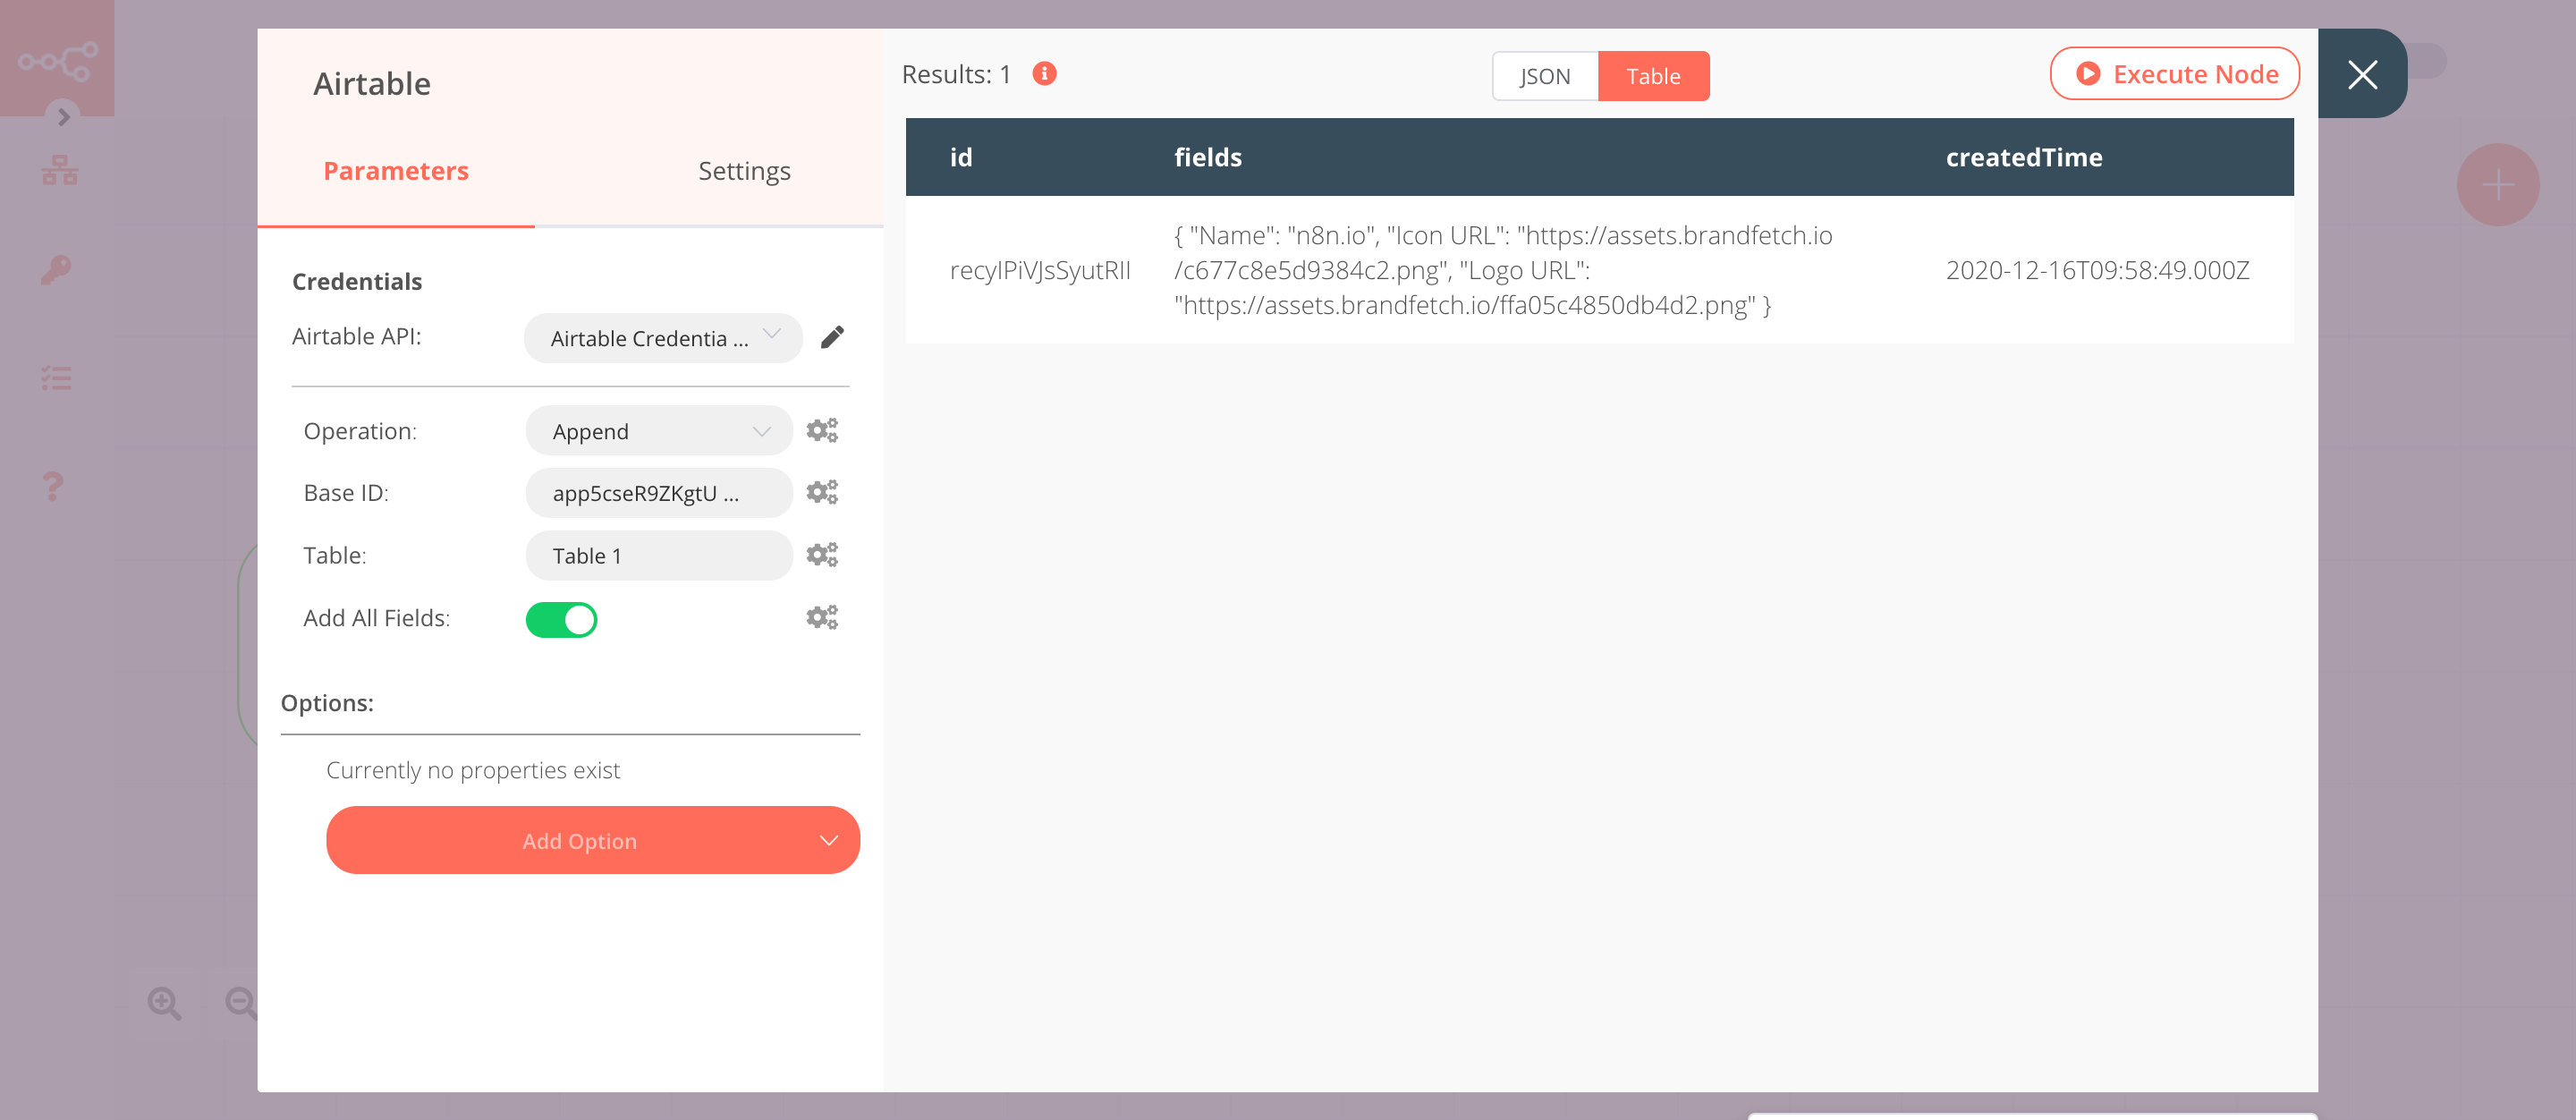 Airtable
Parameters
Settings
Credentials
Airtable API:
Airtable Credentia ...
Operation:
Append
Base ID:
app5cseR9ZKgtU ...
Table:
Table 1
Add All Fields:
Options:
Currently no properties exist
Add Option
Results: 1
JSON
Table
Execute Node
id
fields
createdTime
recylPiVJsSyutRII
{ "Name": "n8n.io", "Icon URL": "https://assets.brandfetch.io
/c677c8e5d9384c2.png", "Logo URL":
"https://assets.brandfetch.io/ffa05c4850db4d2.png" }
2020-12-16T09:58:49.000Z